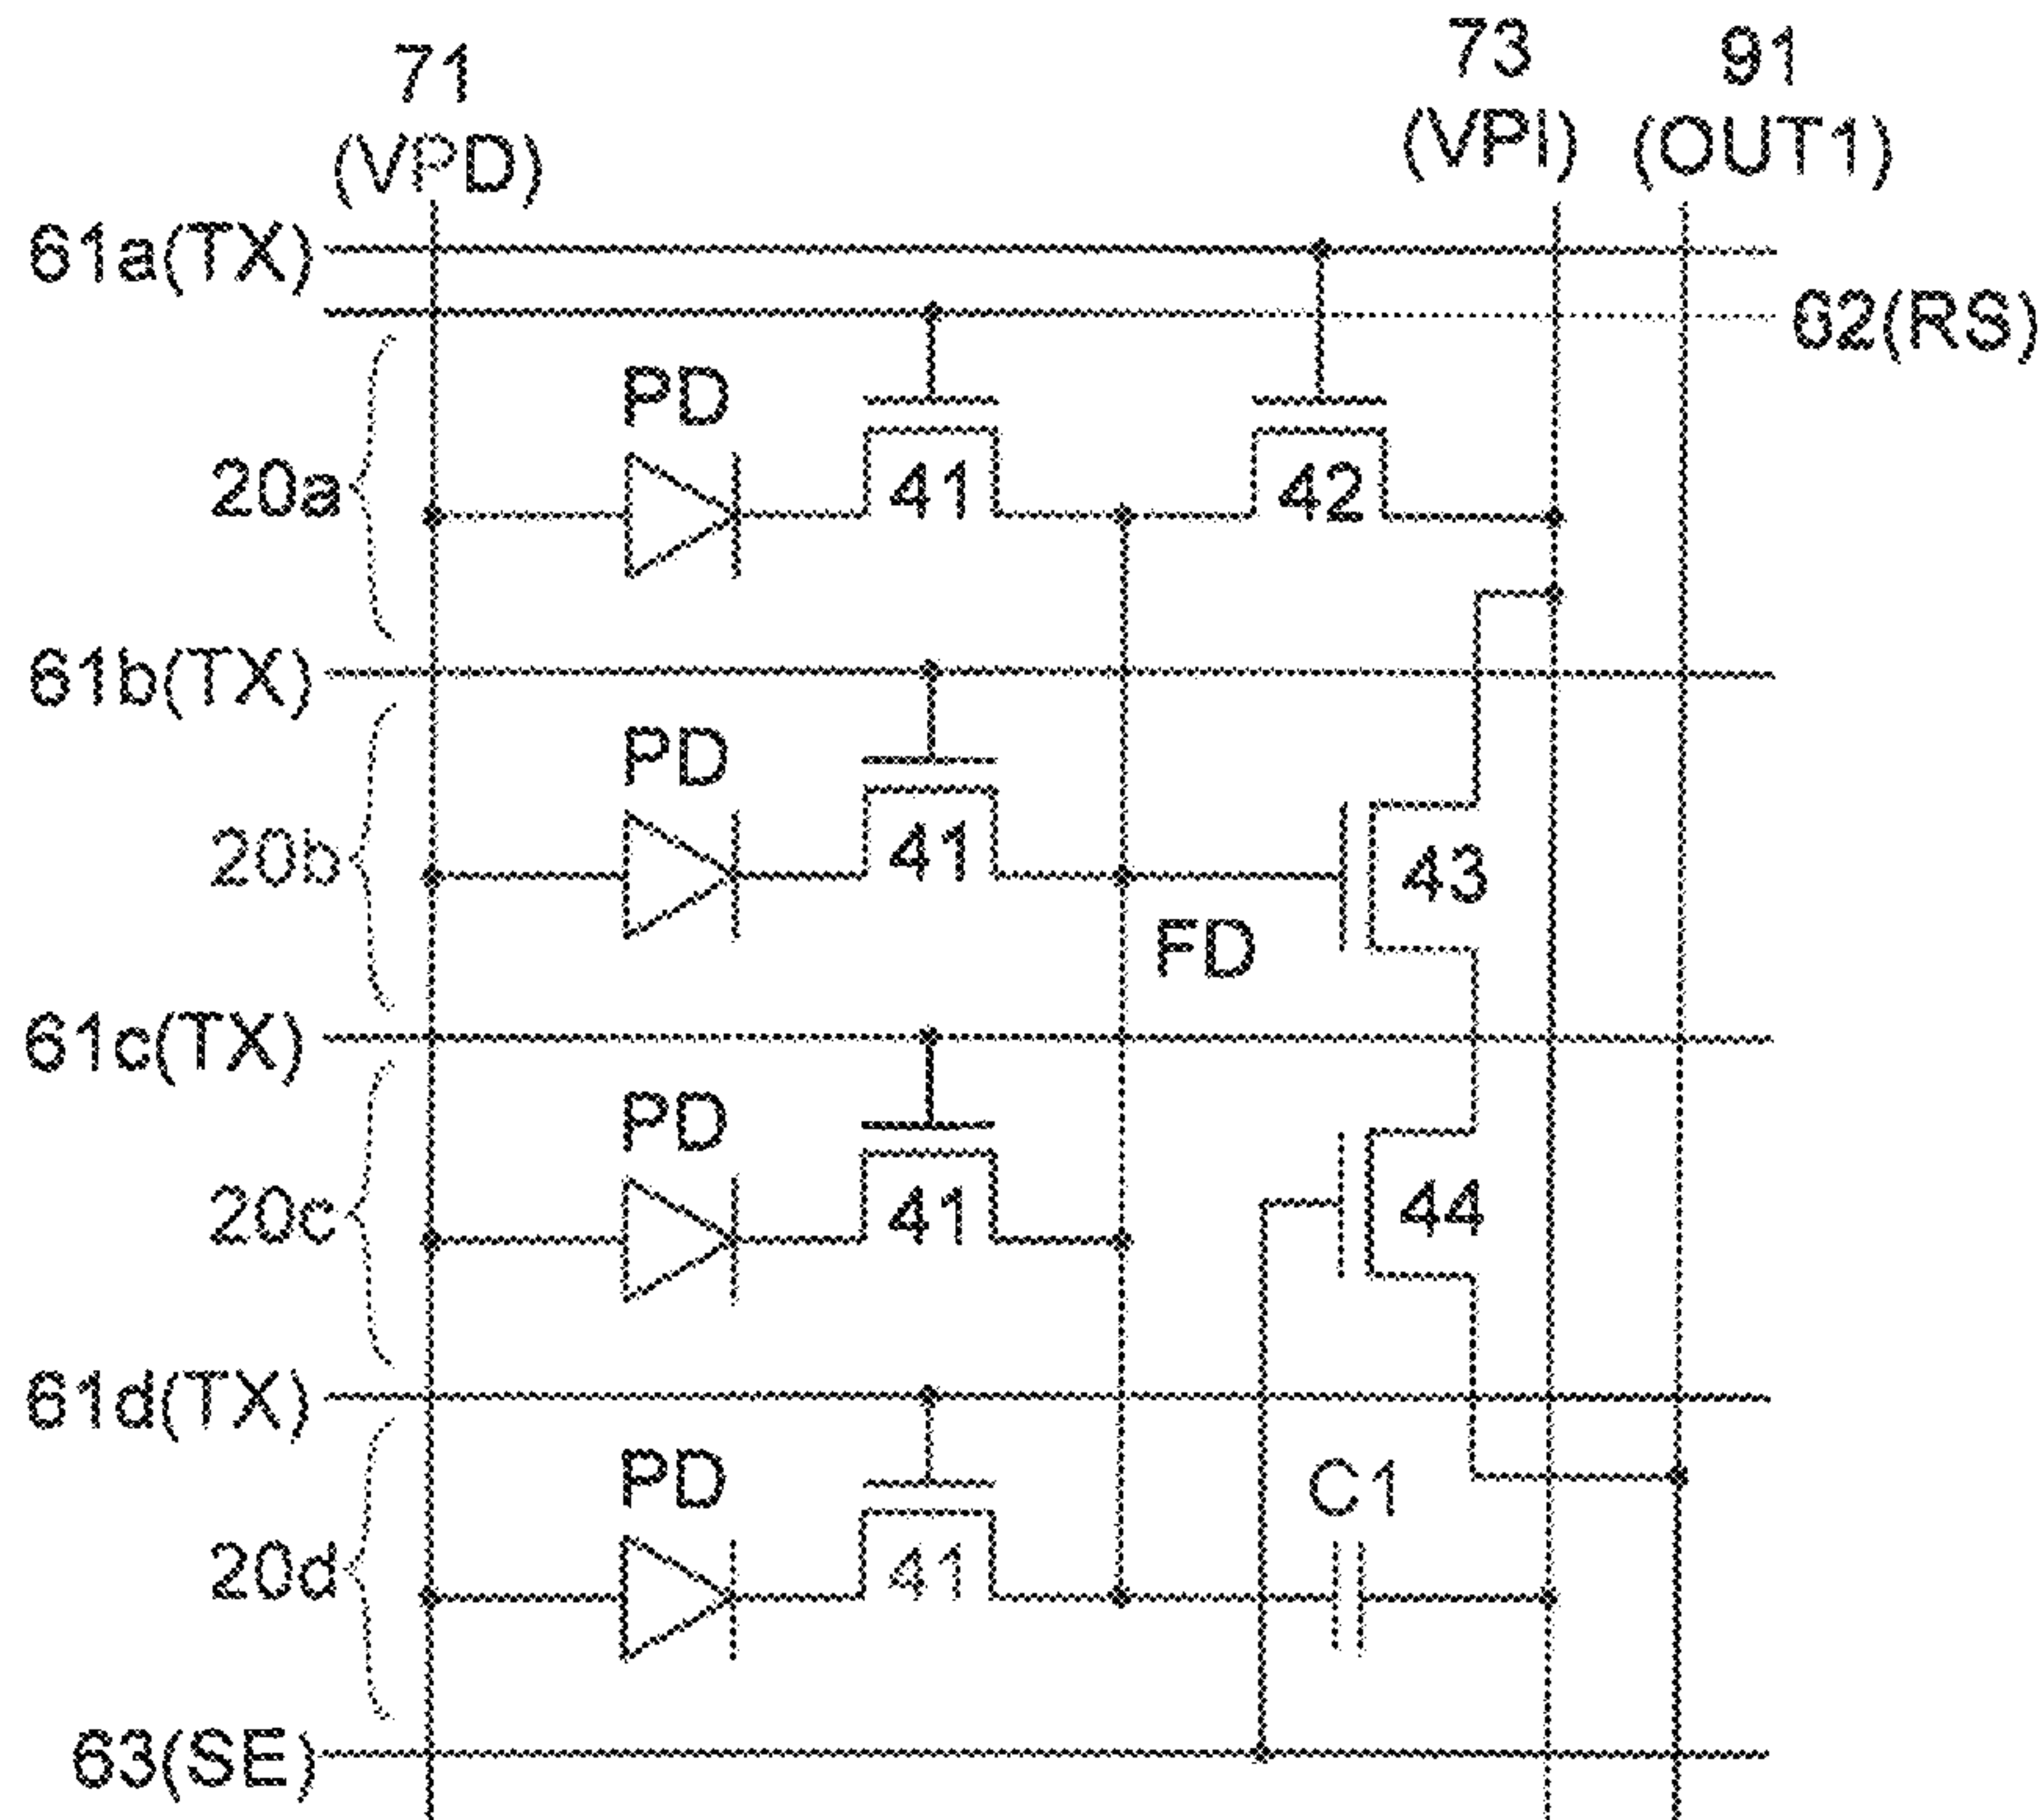 71
(VPD)
73
(VPI)
91
(OUT1)
61a(TX)
62(RS)
PD
20a
41
42
61b(TX)
PD
20b
41
43
FD
61c(TX)
PD
20c
41
44
61d(TX)
PD
C1
20d
41
63(SE)